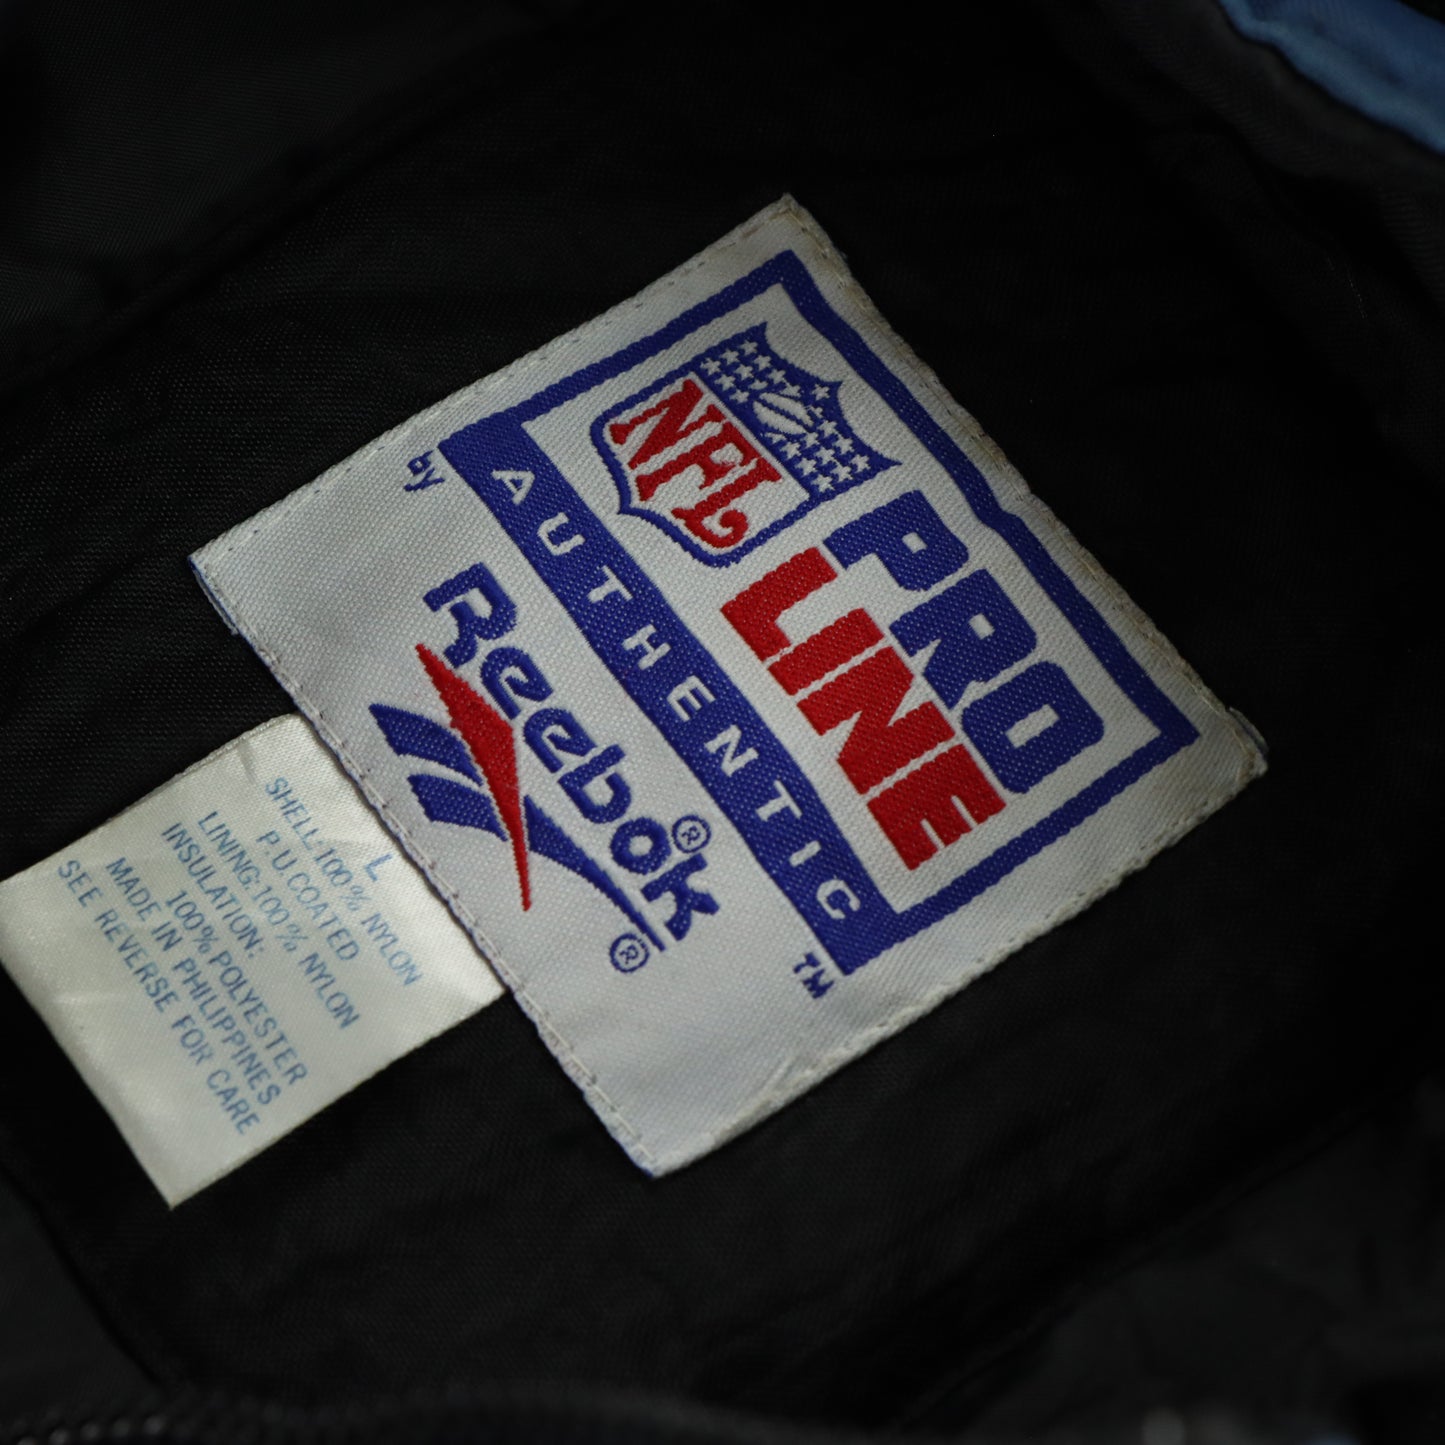 NFL
PRO
LINE
AUTHENTIC
TM
by
Reebok®
®
L
SHELL:100% NYLON
P.U.COATED
LINING:100% NYLON
INSULATION:
100% POLYESTER
MADE IN PHILIPPINES
SEE REVERSE FOR CARE